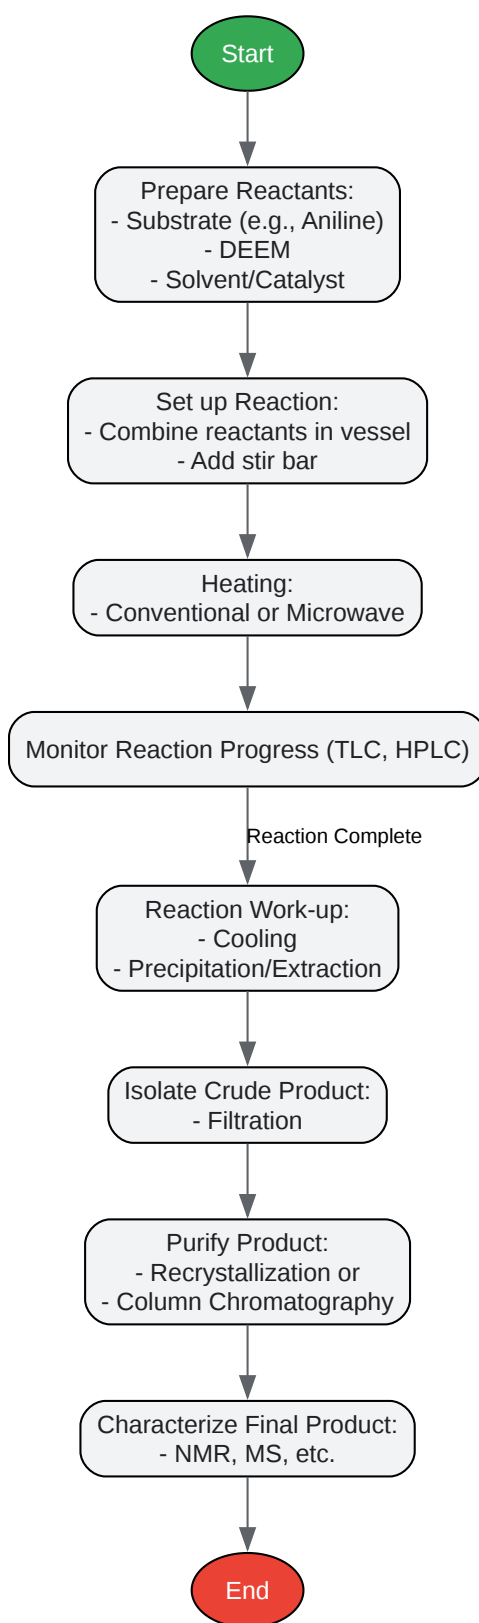 Start
Prepare Reactants:
- Substrate (e.g., Aniline)
- DEEM
- Solvent/Catalyst
Set up Reaction:
- Combine reactants in vessel
- Add stir bar
Heating:
- Conventional or Microwave
Monitor Reaction Progress (TLC, HPLC)
Reaction Complete
Reaction Work-up:
- Cooling
- Precipitation/Extraction
Isolate Crude Product:
- Filtration
Purify Product:
- Recrystallization or
- Column Chromatography
Characterize Final Product:
- NMR, MS, etc.
End